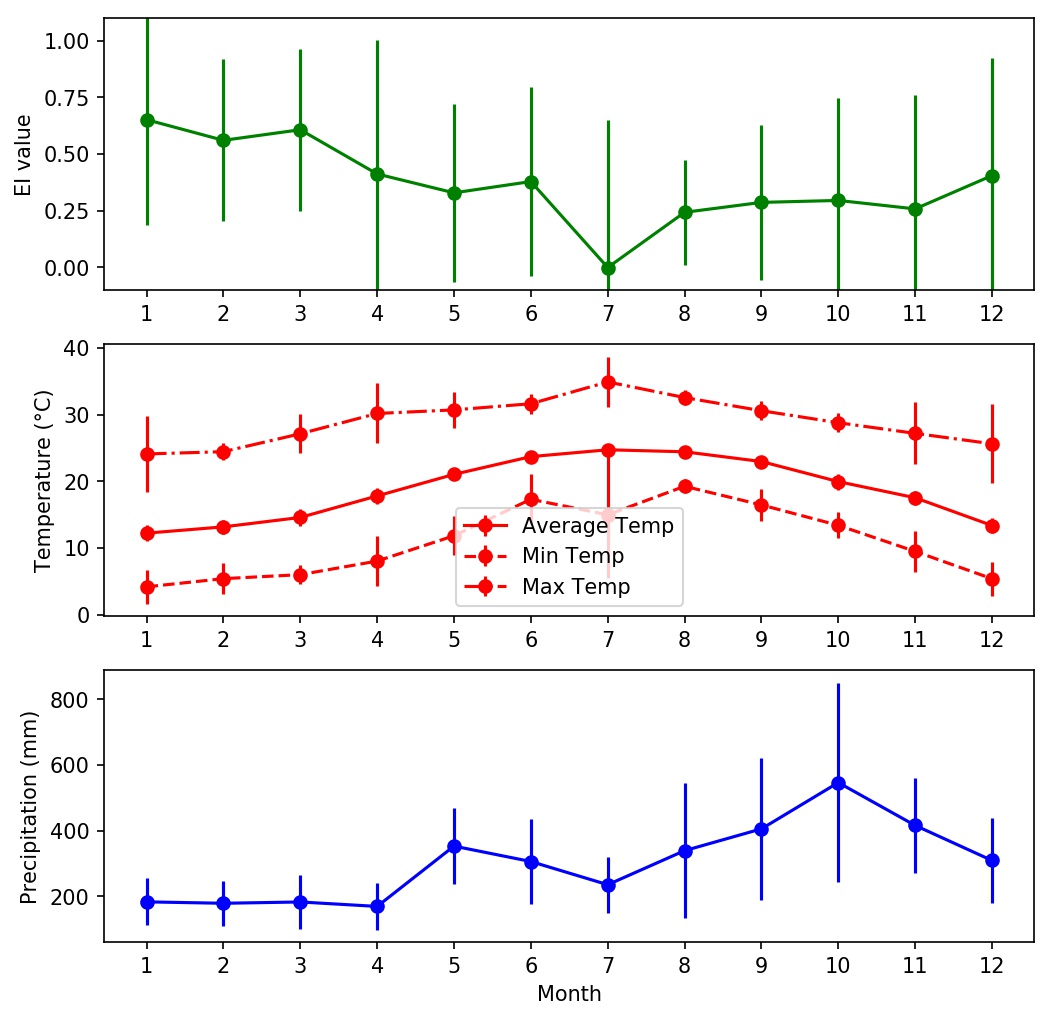 EI value
1.00
0.75
0.50
0.25
0.00
1 2 3 4 5 6 7 8 9 10 11 12
Temperature (°C)
40
30
20
10
0
Average Temp
Min Temp
Max Temp
1 2 3 4 5 6 7 8 9 10 11 12
Precipitation (mm)
800
600
400
200
1 2 3 4 5 6 7 8 9 10 11 12
Month